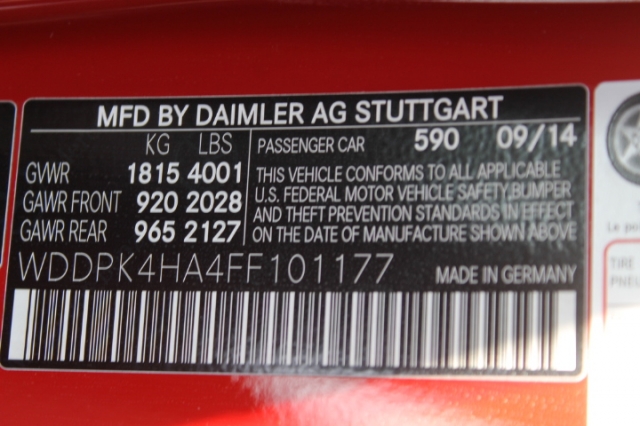 MFD BY DAIMLER AG STUTTGART
KG LBS
GVWR 1815 4001
GAWR FRONT 920 2028
GAWR REAR 965 2127
PASSENGER CAR 590 09/14
THIS VEHICLE CONFORMS TO ALL APPLICABLE
U.S. FEDERAL MOTOR VEHICLE SAFETY,BUMPER
AND THEFT PREVENTION STANDARDS IN EFFECT
ON THE DATE OF MANUFACTURE SHOWN ABOVE
WDDPK4HA4FF101177 MADE IN GERMANY
Le
TIRE